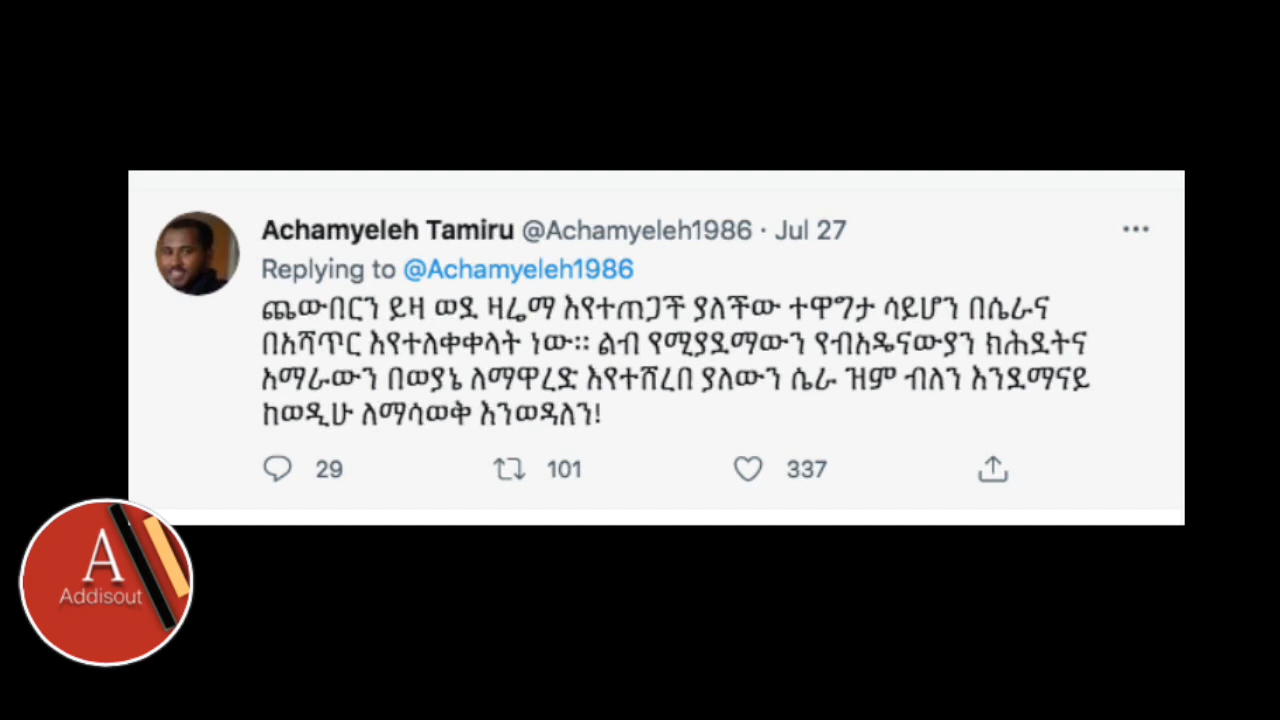 Achamyeleh Tamiru @Achamyeleh1986 · Jul 27
Replying to @Achamyeleh1986
ጨውበርን ይዛ ወደ ዛሬማ እየተጠጋች ያለችው ተዋግታ ሳይሆን በሴራና
በአሻጥር እየተለቀቀላት ነው። ልብ የሚያደማውን የብአዴናውያን ክሕደትና
አማራውን በወያኔ ለማዋረድ እየተሸረበ ያለውን ሴራ ዝም ብለን እንደማናይ
ከወዲሁ ለማሳወቅ እንወዳለን!
29 101 337
A
Addisout